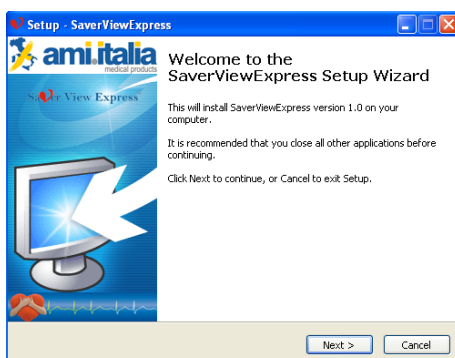 Setup - SaverViewExpress
ami.italia
medical products
Saver View Express
Welcome to the
SaverViewExpress Setup Wizard
This will install SaverViewExpress version 1.0 on your
computer.
It is recommended that you close all other applications before
continuing.
Click Next to continue, or Cancel to exit Setup.
Next >
Cancel